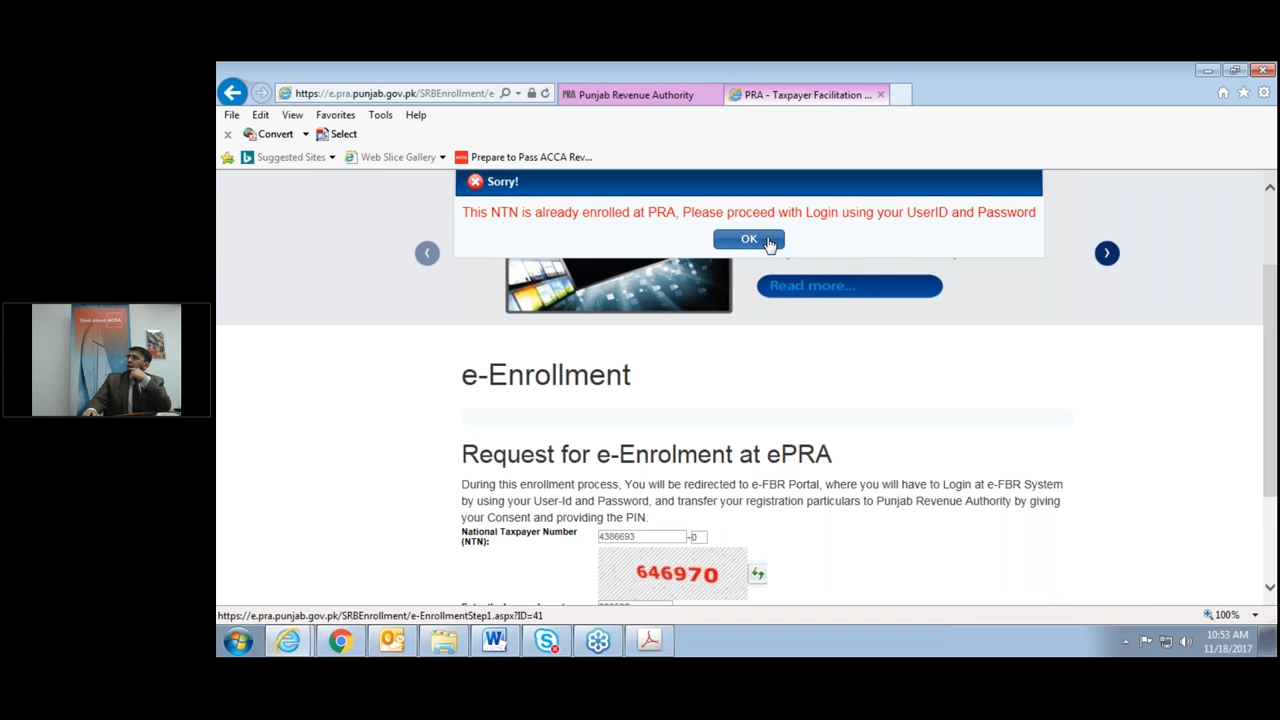 https://e.pra.punjab.gov.pk/SRBEnrollment/e-
PRA Punjab Revenue Authority
PRA - Taxpayer Facilitation ...
File Edit View Favorites Tools Help
x Convert Select
Suggested Sites Web Slice Gallery ACCA Prepare to Pass ACCA Rev...
Sorry!
This NTN is already enrolled at PRA, Please proceed with Login using your UserID and Password
OK
Read more...
Think Ahead ACCA
e-Enrollment
Request for e-Enrolment at ePRA
During this enrollment process, You will be redirected to e-FBR Portal, where you will have to Login at e-FBR System
by using your User-Id and Password, and transfer your registration particulars to Punjab Revenue Authority by giving
your Consent and providing the PIN.
National Taxpayer Number
(NTN):
4386693 -0
646970
https://e.pra.punjab.gov.pk/SRBEnrollment/e-EnrollmentStep1.aspx?ID=41
100%
10:53 AM
11/18/2017